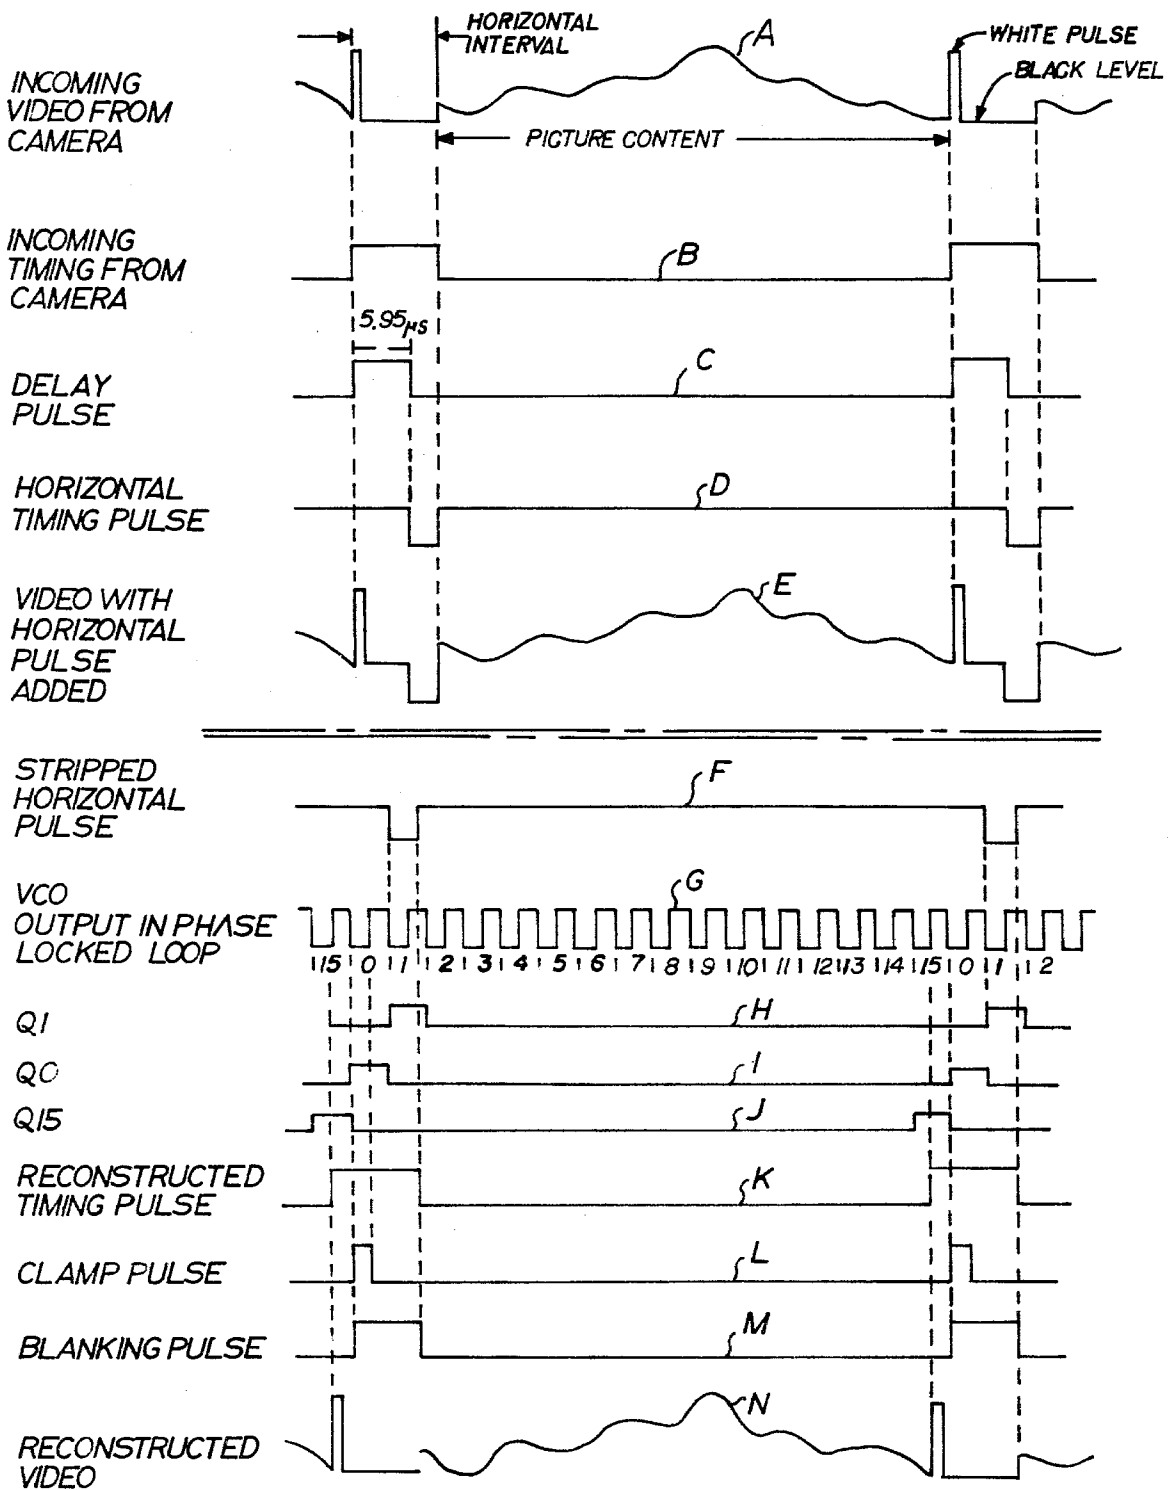 HORIZONTAL
INTERVAL
A
WHITE PULSE
BLACK LEVEL
INCOMING
VIDEO FROM
CAMERA
PICTURE CONTENT
INCOMING
TIMING FROM
CAMERA
B
5.95µs
DELAY
PULSE
C
HORIZONTAL
TIMING PULSE
D
VIDEO WITH
HORIZONTAL
PULSE
ADDED
E
STRIPPED
HORIZONTAL
PULSE
F
VCO
OUTPUT IN PHASE
LOCKED LOOP
G
15 0 1 2 3 4 5 6 7 8 9 10 11 12 13 14 15 0 1 2
Q1
H
Q0
I
Q15
J
RECONSTRUCTED
TIMING PULSE
K
CLAMP PULSE
L
BLANKING PULSE
M
RECONSTRUCTED
VIDEO
N